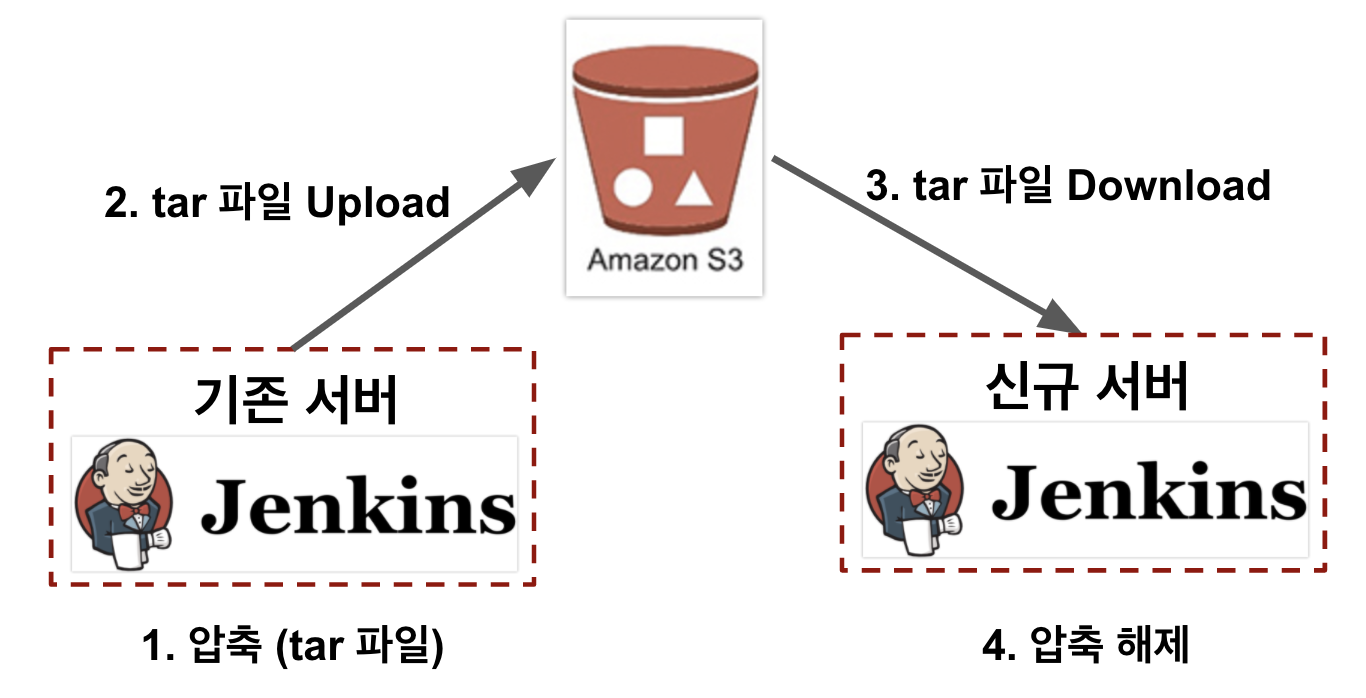 Amazon S3
2. tar 파일 Upload
3. tar 파일 Download
기존 서버
Jenkins
1. 압축 (tar 파일)
신규 서버
Jenkins
4. 압축 해제